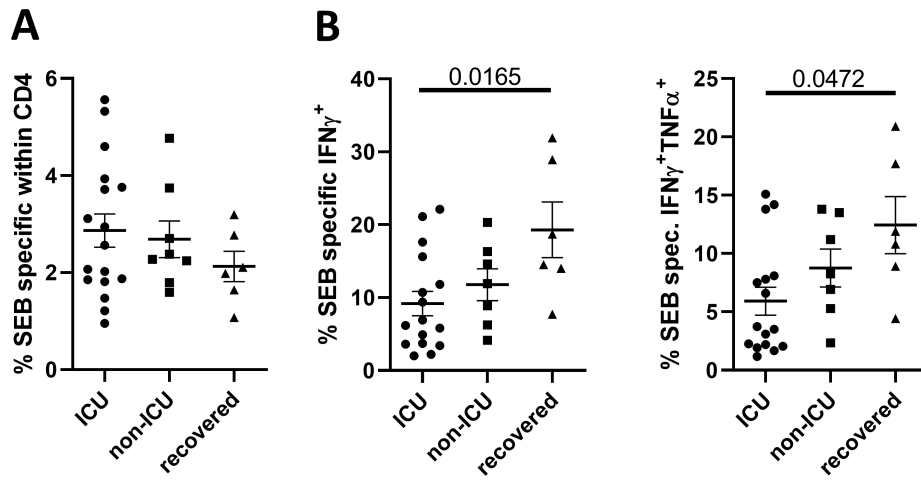 A
% SEB specific within CD4
6
4
2
0
ICU
non-ICU
recovered
B
% SEB specific IFNγ⁺
40
30
20
10
0
0.0165
ICU
non-ICU
recovered
% SEB spec. IFNγ⁺TNFα⁺
25
20
15
10
5
0
0.0472
ICU
non-ICU
recovered